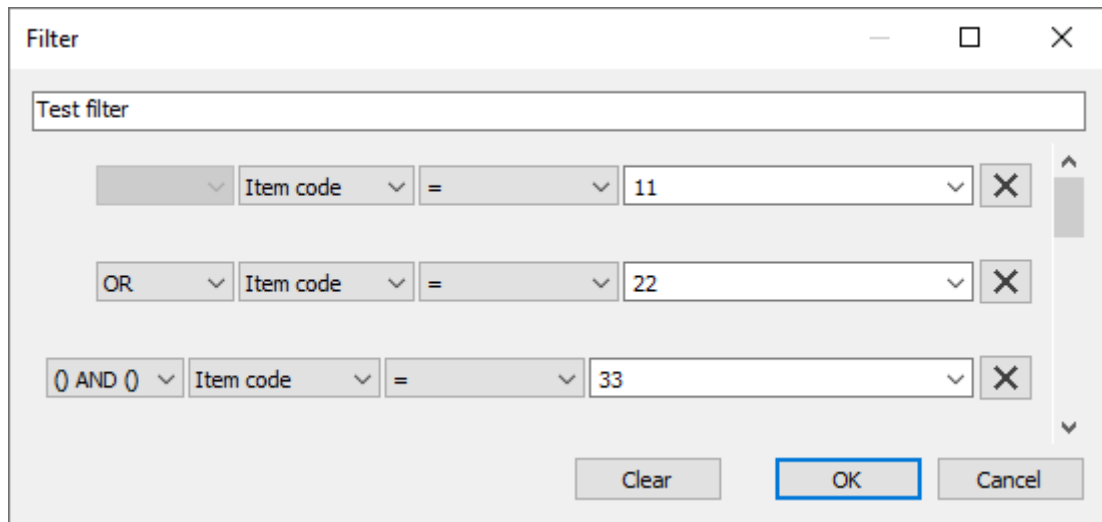 Filter
Test filter
Item code = 11
OR Item code = 22
() AND () Item code = 33
Clear OK Cancel